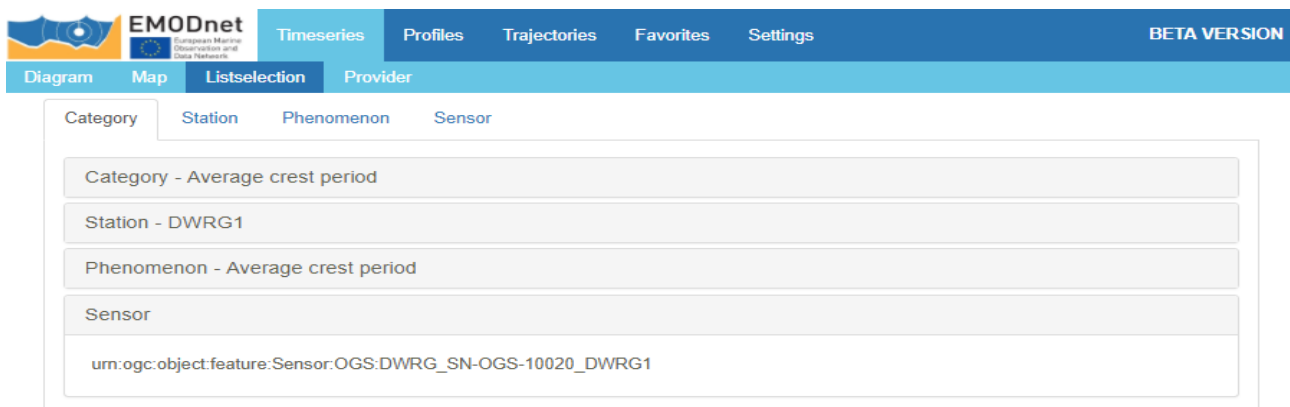 EMODnet
European Marine
Observation and
Data Network
Timeseries Profiles Trajectories Favorites Settings BETA VERSION
Diagram Map Listselection Provider
Category Station Phenomenon Sensor
Category - Average crest period
Station - DWRG1
Phenomenon - Average crest period
Sensor
urn:ogc:object:feature:Sensor:OGS:DWRG_SN-OGS-10020_DWRG1